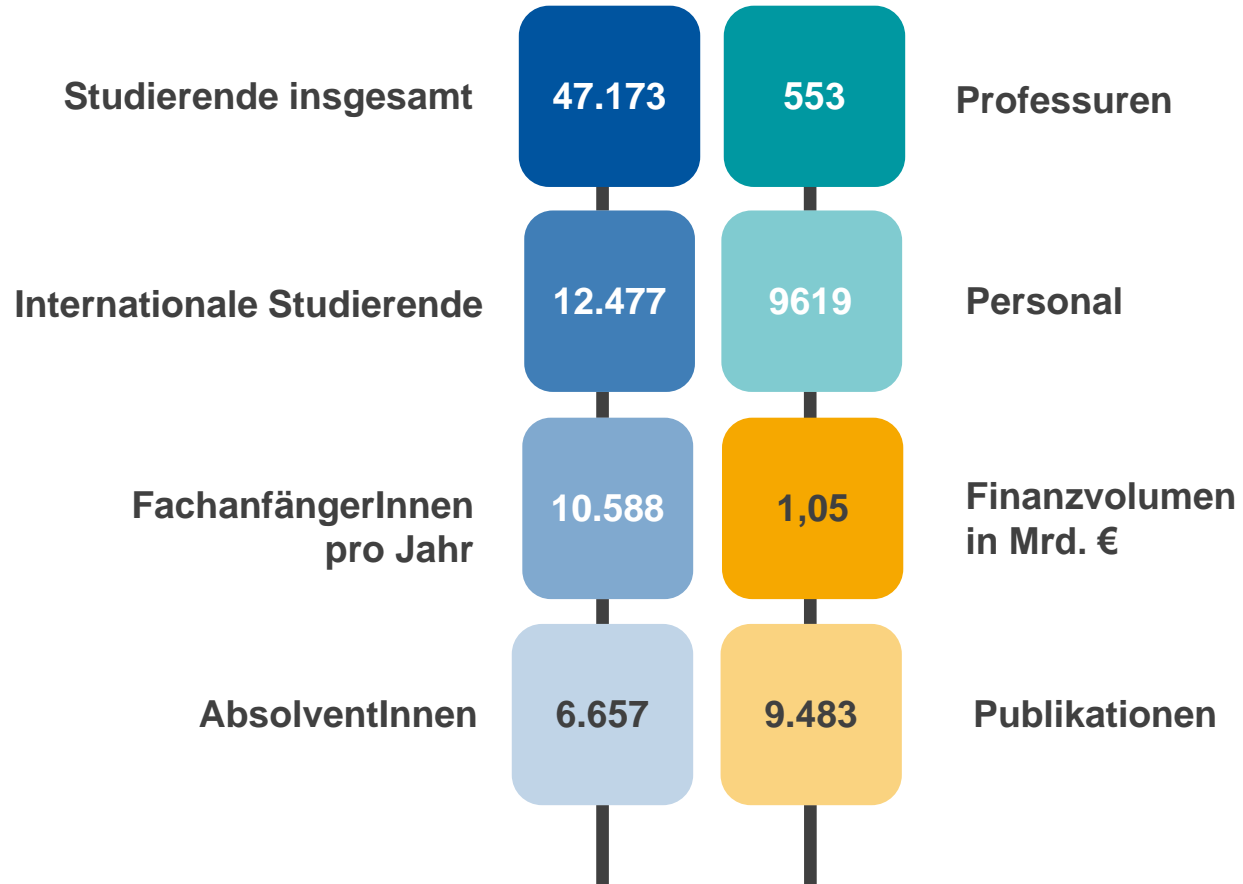 Studierende insgesamt
47.173
553
Professuren
Internationale Studierende
12.477
9619
Personal
FachanfängerInnen
pro Jahr
10.588
1,05
Finanzvolumen
in Mrd. €
AbsolventInnen
6.657
9.483
Publikationen